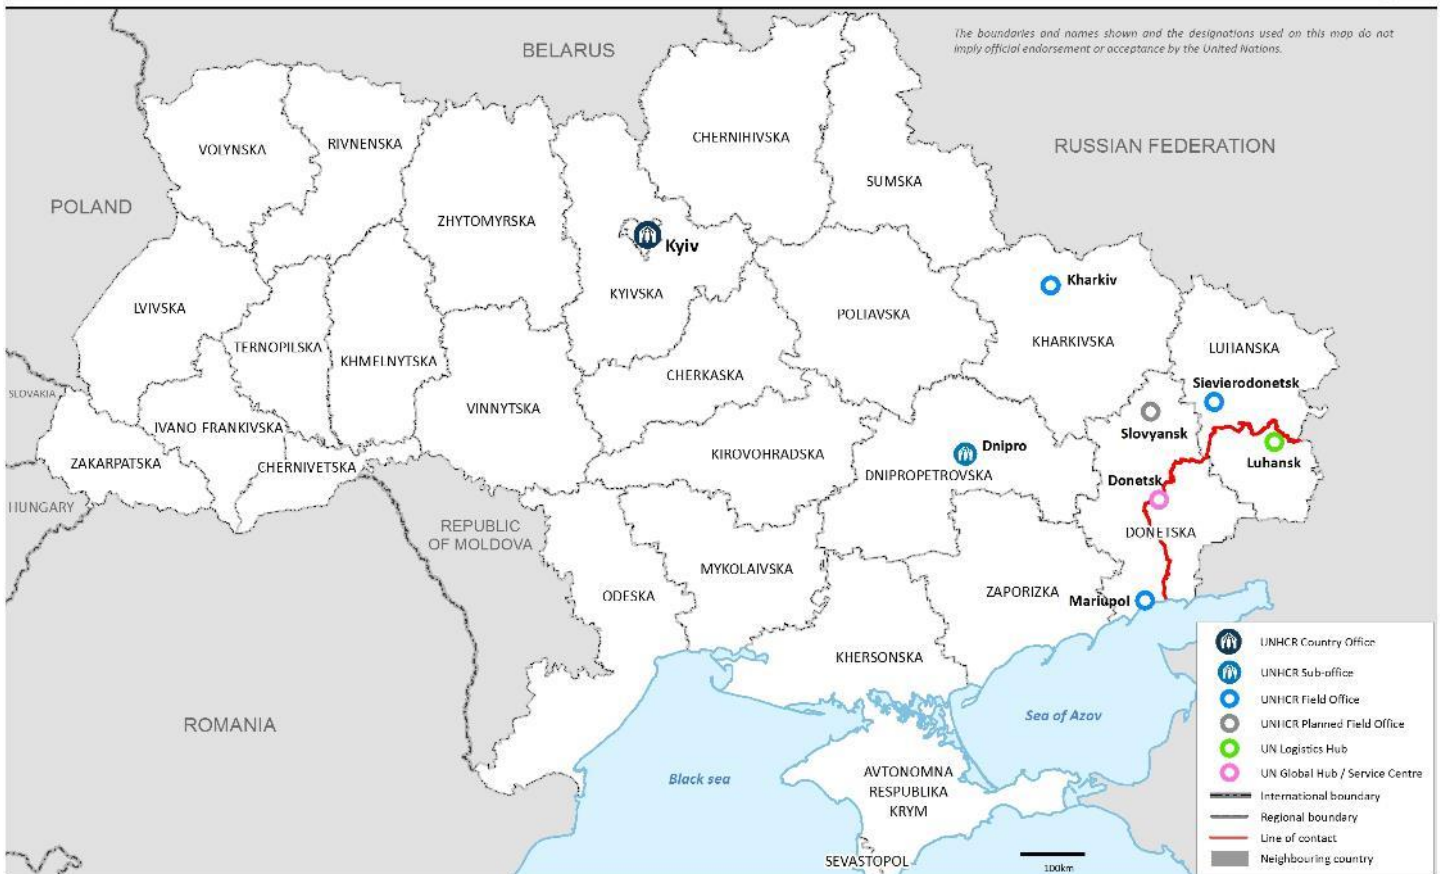 The boundaries and names shown and the designations used on this map do not
imply official endorsement or acceptance by the United Nations.
BELARUS
RUSSIAN FEDERATION
POLAND
VOLYNSKA
RIVNENSKA
CHERNIHIVSKA
SUMSKA
ZHYTOMYRSKA
Kyiv
KYIVSKA
Kharkiv
LVIVSKA
POLIAVSKA
TERNOPILSKA
KHMELNYTSKA
KHARKIVSKA
LUHANSKA
CHERKASKA
Sievierodonetsk
SLOVAKIA
VINNYTSKA
IVANO FRANKIVSKA
Slovyansk
ZAKARPATSKA
CHERNIVETSKA
KIROVOHRADSKA
Dnipro
DNIPROPETROVSKA
Luhansk
Donetsk
HUNGARY
REPUBLIC
OF MOLDOVA
DONETSKA
MYKOLAIVSKA
ODESKA
ZAPORIZKA
Mariupol
KHERSONSKA
ROMANIA
Sea of Azov
Black sea
AVTONOMNA
RESPUBLIKA
KRYM
SEVASTOPOL
100km
UNHCR Country Office
UNHCR Sub-office
UNHCR Field Office
UNHCR Planned Field Office
UN Logistics Hub
UN Global Hub / Service Centre
International boundary
Regional boundary
Line of contact
Neighbouring country